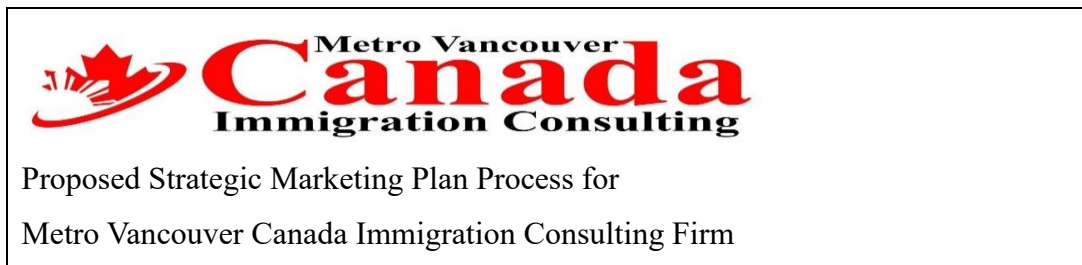 Metro Vancouver
Canada
Immigration Consulting
Proposed Strategic Marketing Plan Process for
Metro Vancouver Canada Immigration Consulting Firm